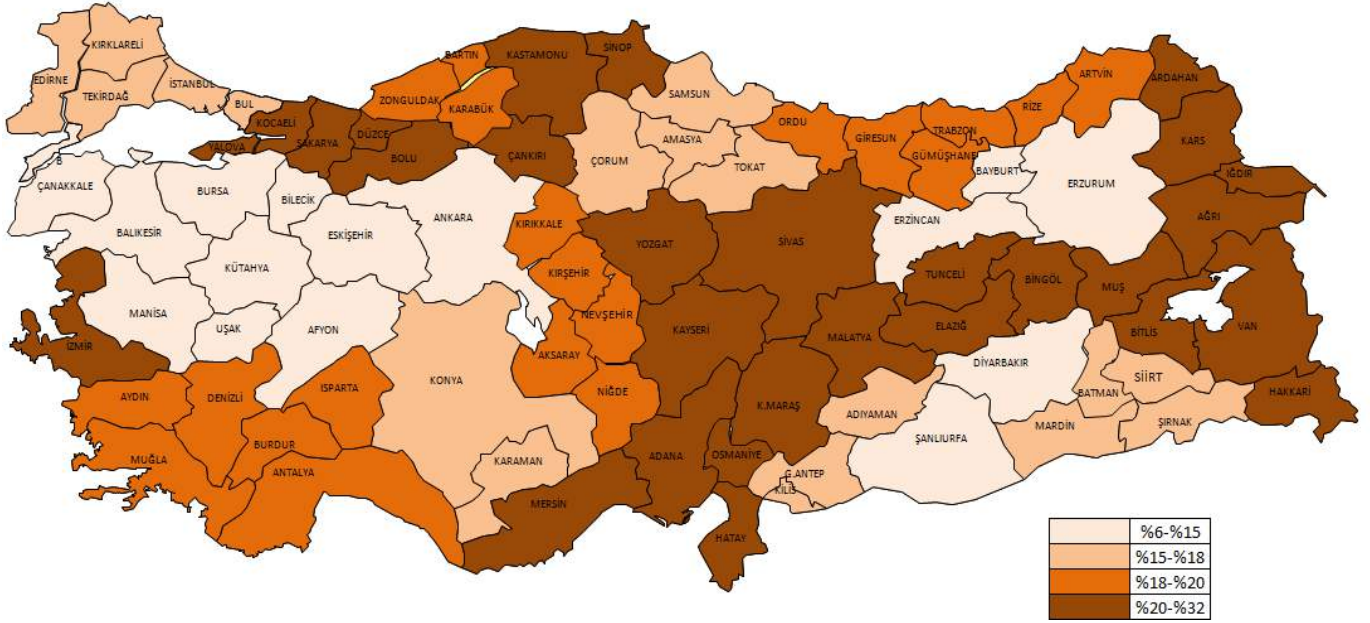 KIRKLARELİ
EDİRNE
TEKİRDAĞ
İSTANBUL
BUL
KOCAELİ
YALOVA
SAKARYA
DÜZCE
BOLU
ZONGULDAK
BARTIN
KARABÜK
KASTAMONU
SİNOP
ÇANKIRI
SAMSUN
AMASYA
ÇORUM
TOKAT
ORDU
GİRESUN
TRABZON
GÜMÜŞHANE
RİZE
ARTVİN
ARDAHAN
KARS
IĞDIR
AĞRI
BAYBURT
ERZURUM
ERZİNCAN
B
ÇANAKKALE
BURSA
BİLECİK
BALIKESİR
ESKİŞEHİR
KÜTAHYA
ANKARA
KIRIKKALE
KIRŞEHİR
NEVŞEHİR
AKSARAY
NİĞDE
YOZGAT
SİVAS
KAYSERİ
MALATYA
TUNCELİ
BİNGÖL
ELAZIĞ
MUŞ
BİTLİS
VAN
HAKKARİ
MANİSA
UŞAK
AFYON
İZMİR
AYDIN
DENİZLİ
ISPARTA
BURDUR
MUĞLA
ANTALYA
KONYA
KARAMAN
MERSİN
ADANA
OSMANİYE
K.MARAŞ
HATAY
ADIYAMAN
G.ANTEP
KİLİS
ŞANLIURFA
DİYARBAKIR
BATMAN
SİİRT
MARDİN
ŞIRNAK
%6-%15
%15-%18
%18-%20
%20-%32